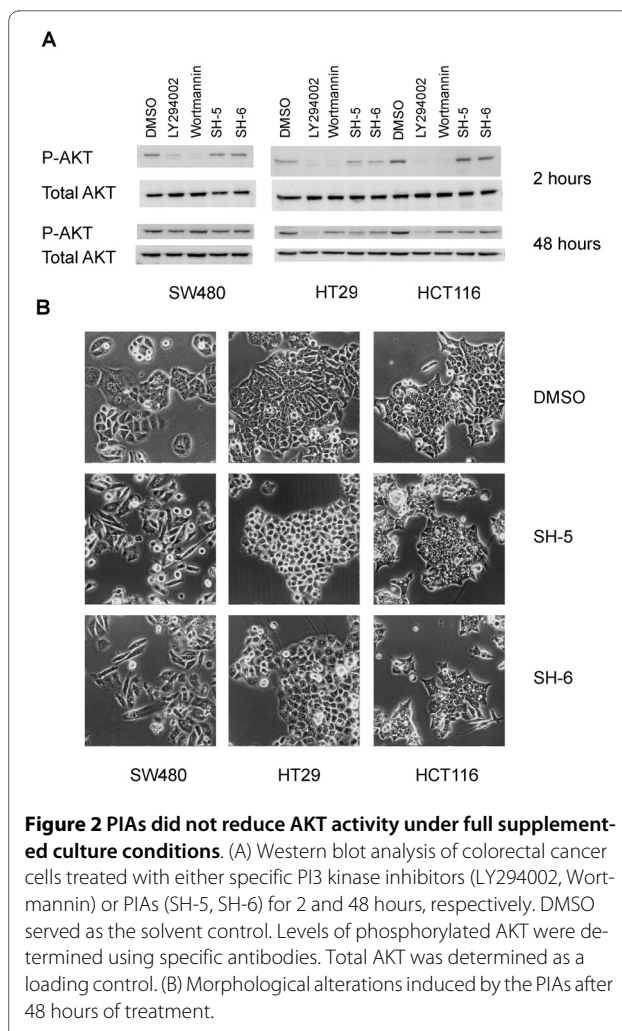 A
DMSO LY294002 Wortmannin SH-5 SH-6 DMSO LY294002 Wortmannin SH-5 SH-6 DMSO LY294002 Wortmannin SH-5 SH-6
P-AKT
Total AKT
2 hours
P-AKT
Total AKT
48 hours
SW480 HT29 HCT116
B
DMSO
SH-5
SH-6
SW480 HT29 HCT116
Figure 2 PIAs did not reduce AKT activity under full supplement-
ed culture conditions. (A) Western blot analysis of colorectal cancer
cells treated with either specific PI3 kinase inhibitors (LY294002, Wort-
mannin) or PIAs (SH-5, SH-6) for 2 and 48 hours, respectively. DMSO
served as the solvent control. Levels of phosphorylated AKT were de-
termined using specific antibodies. Total AKT was determined as a
loading control. (B) Morphological alterations induced by the PIAs after
48 hours of treatment.